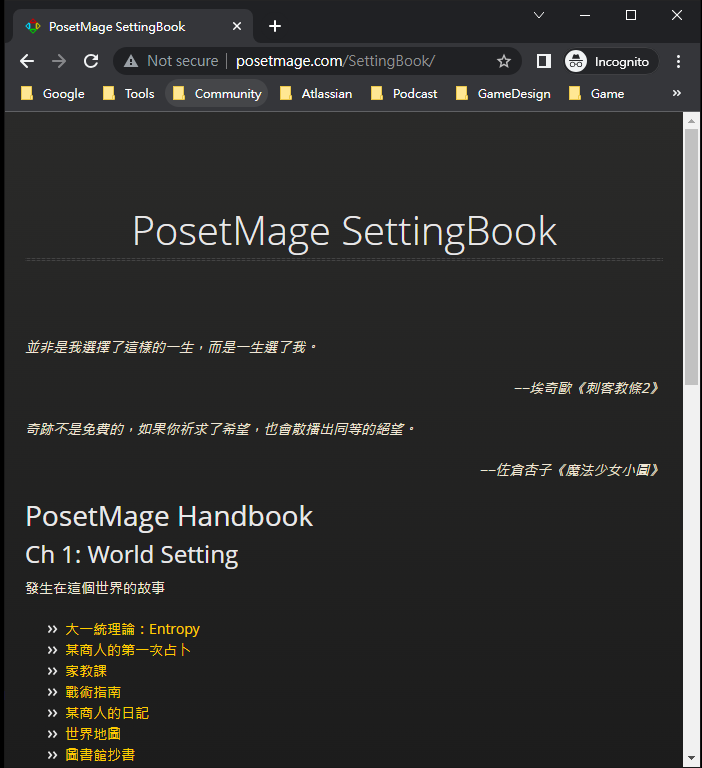 PosetMage SettingBook
Not secure
posetmage.com/SettingBook/
Incognito
Google
Tools
Community
Atlassian
Podcast
GameDesign
Game
PosetMage SettingBook
並非是我選擇了這樣的一生，而是一生選了我。
——埃奇歐《刺客教條2》
奇跡不是免費的，如果你祈求了希望，也會散播出同等的絕望。
——佐倉杏子《魔法少女小圓》
PosetMage Handbook
Ch 1: World Setting
發生在這個世界的故事
大一統理論：Entropy
某商人的第一次占卜
家教課
戰術指南
某商人的日記
世界地圖
圖書館抄書